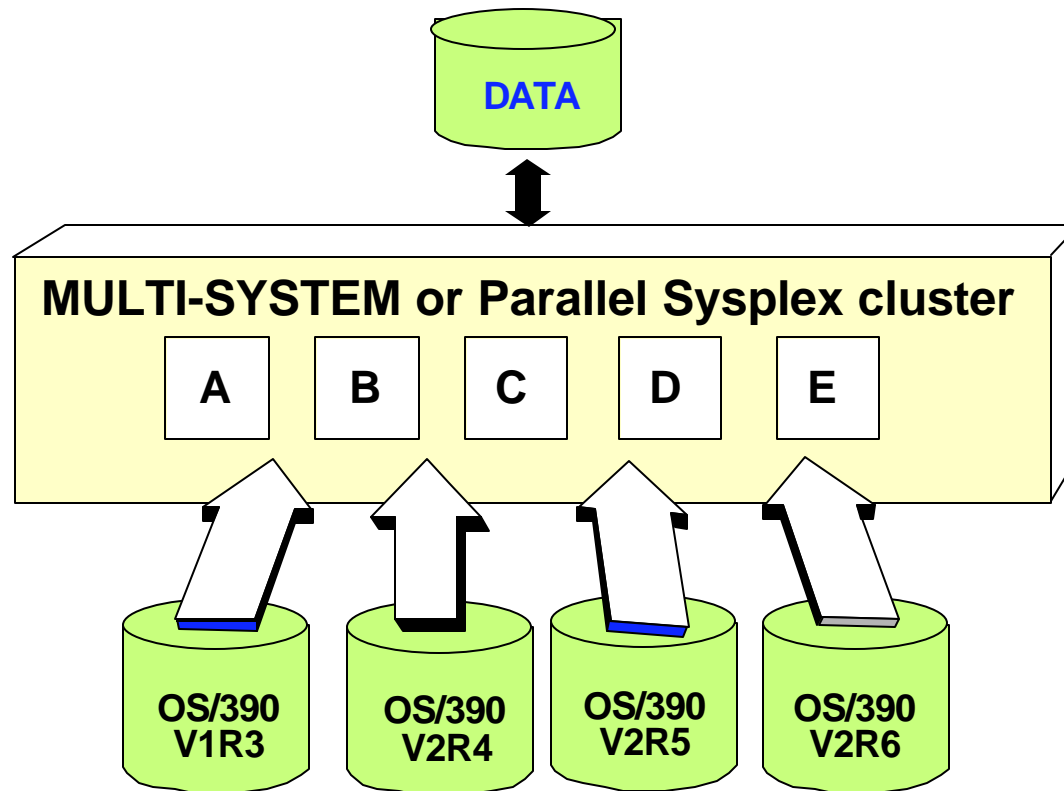 DATA
MULTI-SYSTEM or Parallel Sysplex cluster
A B C D E
OS/390
V1R3
OS/390
V2R4
OS/390
V2R5
OS/390
V2R6